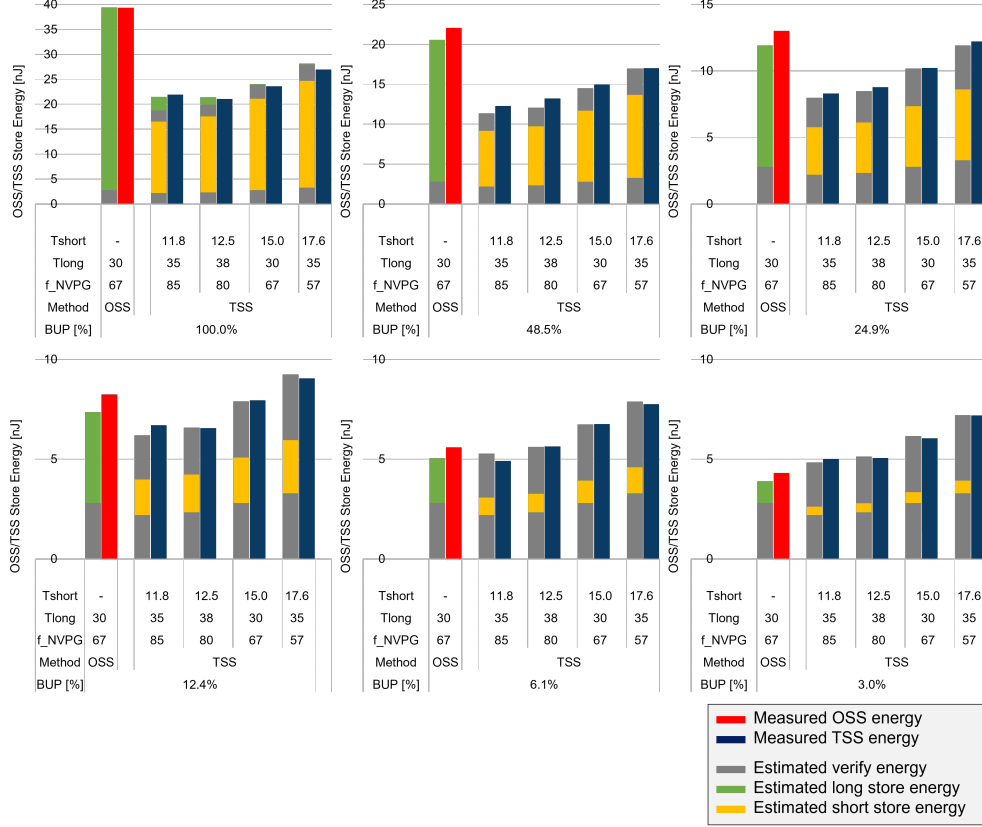 OSS/TSS Store Energy [nJ]
40
35
30
25
20
15
10
5
0
Tshort - 11.8 12.5 15.0 17.6
Tlong 30 35 38 30 35
f_NVPG 67 85 80 67 57
Method OSS TSS
BUP [%] 100.0%
OSS/TSS Store Energy [nJ]
25
20
15
10
5
0
Tshort - 11.8 12.5 15.0 17.6
Tlong 30 35 38 30 35
f_NVPG 67 85 80 67 57
Method OSS TSS
BUP [%] 48.5%
OSS/TSS Store Energy [nJ]
15
10
5
0
Tshort - 11.8 12.5 15.0 17.6
Tlong 30 35 38 30 35
f_NVPG 67 85 80 67 57
Method OSS TSS
BUP [%] 24.9%
OSS/TSS Store Energy [nJ]
10
5
0
Tshort - 11.8 12.5 15.0 17.6
Tlong 30 35 38 30 35
f_NVPG 67 85 80 67 57
Method OSS TSS
BUP [%] 12.4%
OSS/TSS Store Energy [nJ]
10
5
0
Tshort - 11.8 12.5 15.0 17.6
Tlong 30 35 38 30 35
f_NVPG 67 85 80 67 57
Method OSS TSS
BUP [%] 6.1%
OSS/TSS Store Energy [nJ]
10
5
0
Tshort - 11.8 12.5 15.0 17.6
Tlong 30 35 38 30 35
f_NVPG 67 85 80 67 57
Method OSS TSS
BUP [%] 3.0%
Measured OSS energy
Measured TSS energy
Estimated verify energy
Estimated long store energy
Estimated short store energy